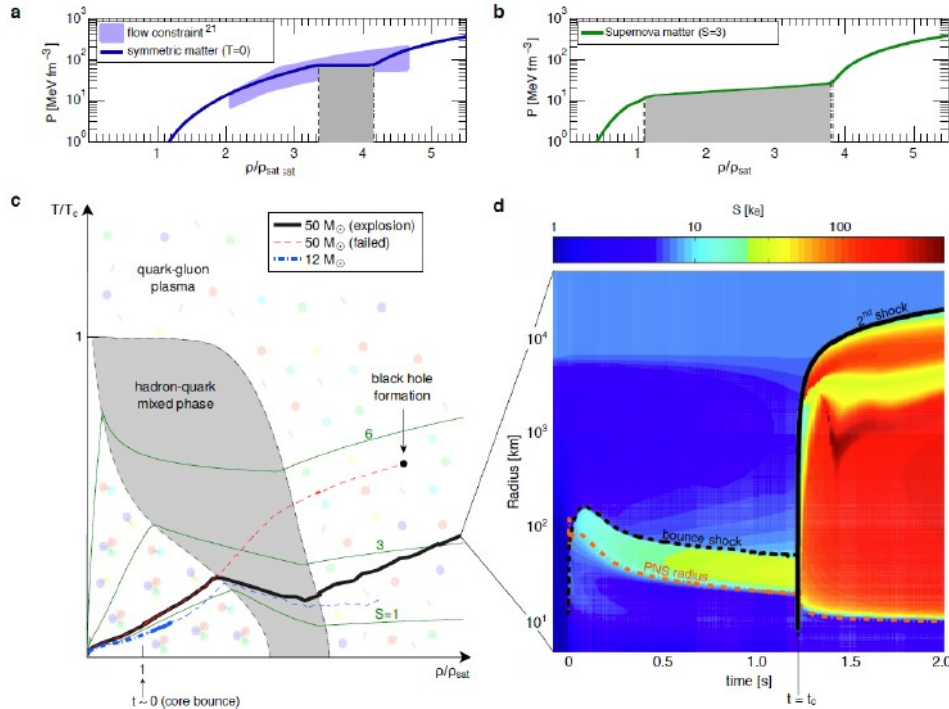 a
flow constraint 21
symmetric matter (T=0)
P [MeV fm⁻³]
10³
10²
10¹
10⁰
1 2 3 4 5
ρ/ρsat sat
b
Supernova matter (S=3)
P [MeV fm⁻³]
10³
10²
10¹
10⁰
1 2 3 4 5
ρ/ρsat
c
T/Tc
50 M⊙ (explosion)
50 M⊙ (failed)
12 M⊙
quark-gluon
plasma
1
hadron-quark
mixed phase
black hole
formation
6
3
S=1
1
ρ/ρsat
t ~ 0 (core bounce)
d
S [kB]
1 10 100
2nd shock
bounce shock
PNS radius
Radius [km]
10⁴
10³
10²
10¹
0 0.5 1.0 1.5 2.0
time [s]
t = tc